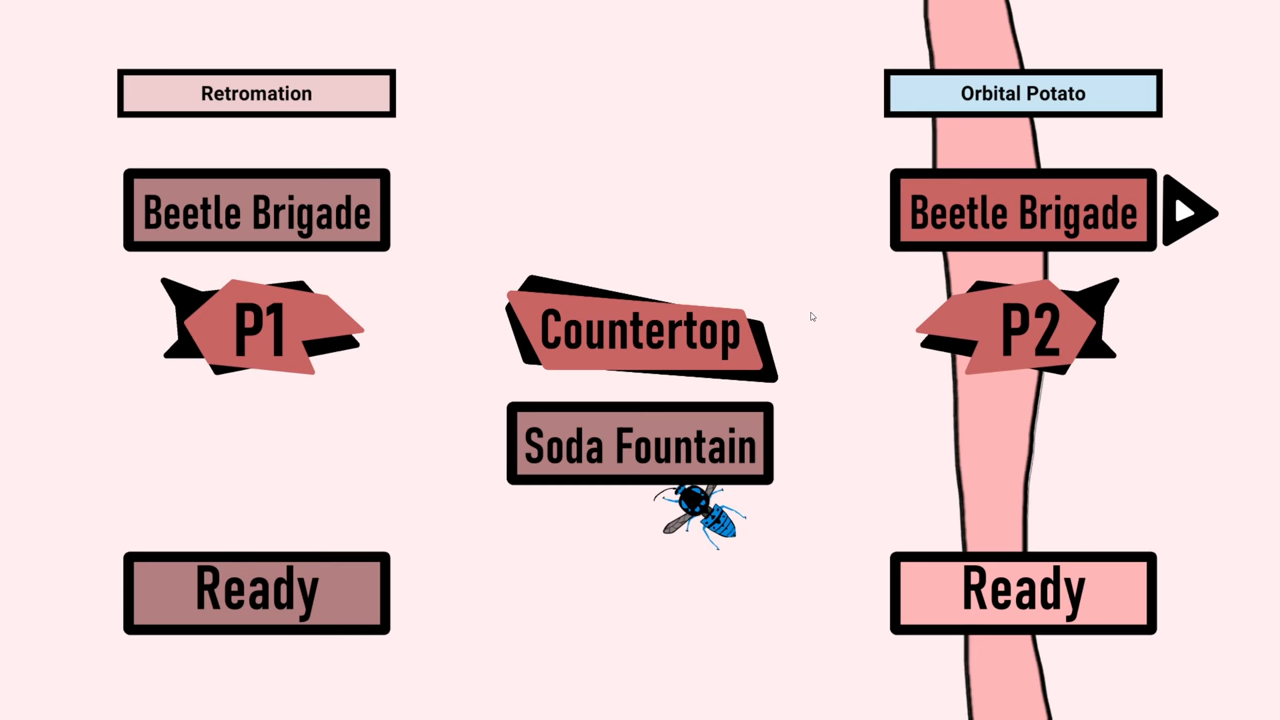 Retromation
Orbital Potato
Beetle Brigade
Beetle Brigade
P1
Countertop
P2
Soda Fountain
Ready
Ready